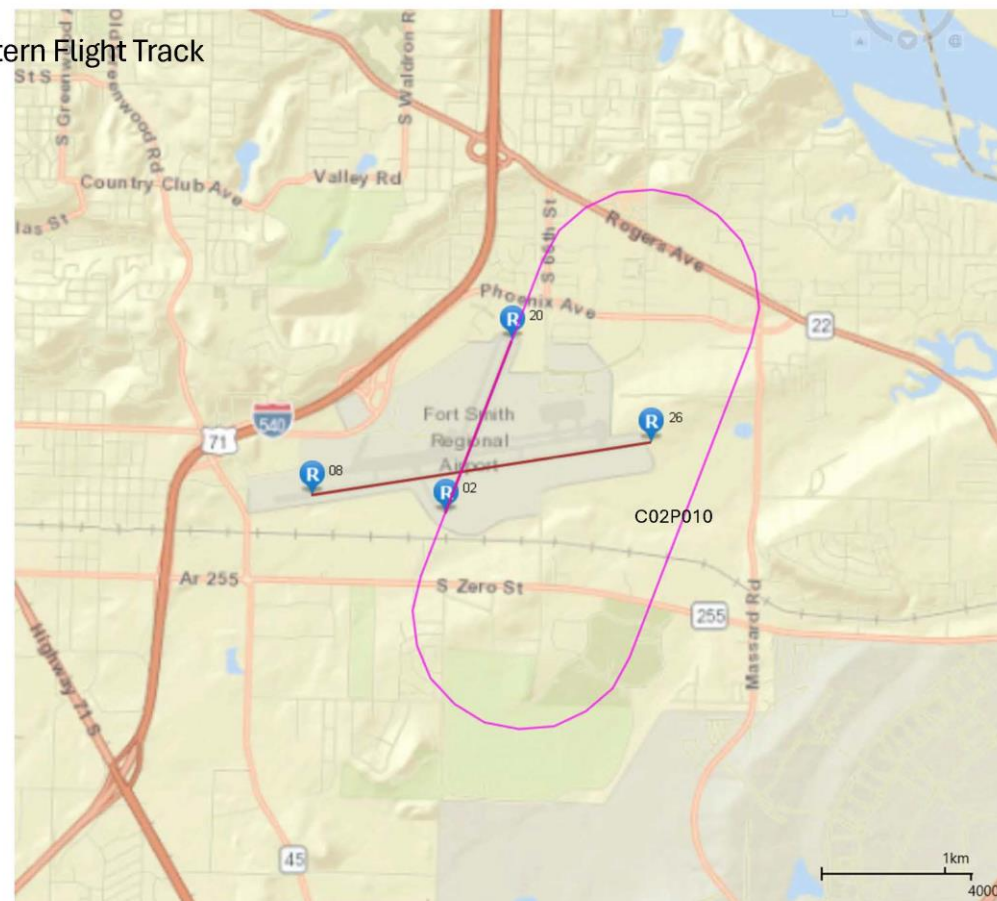 tern Flight Track
St S
S Greenwood A
Old Greenwood Rd
S Waldron R
Country Club Ave
Valley Rd
las St
S 66th St
Rogers Ave
Phoenix Ave
R 20
22
540
71
Fort Smith
Regional
Airport
R 26
R 08
R 02
C02P010
Ar 255
S Zero St
255
Massard Rd
Highway 71 S
45
1km
4000